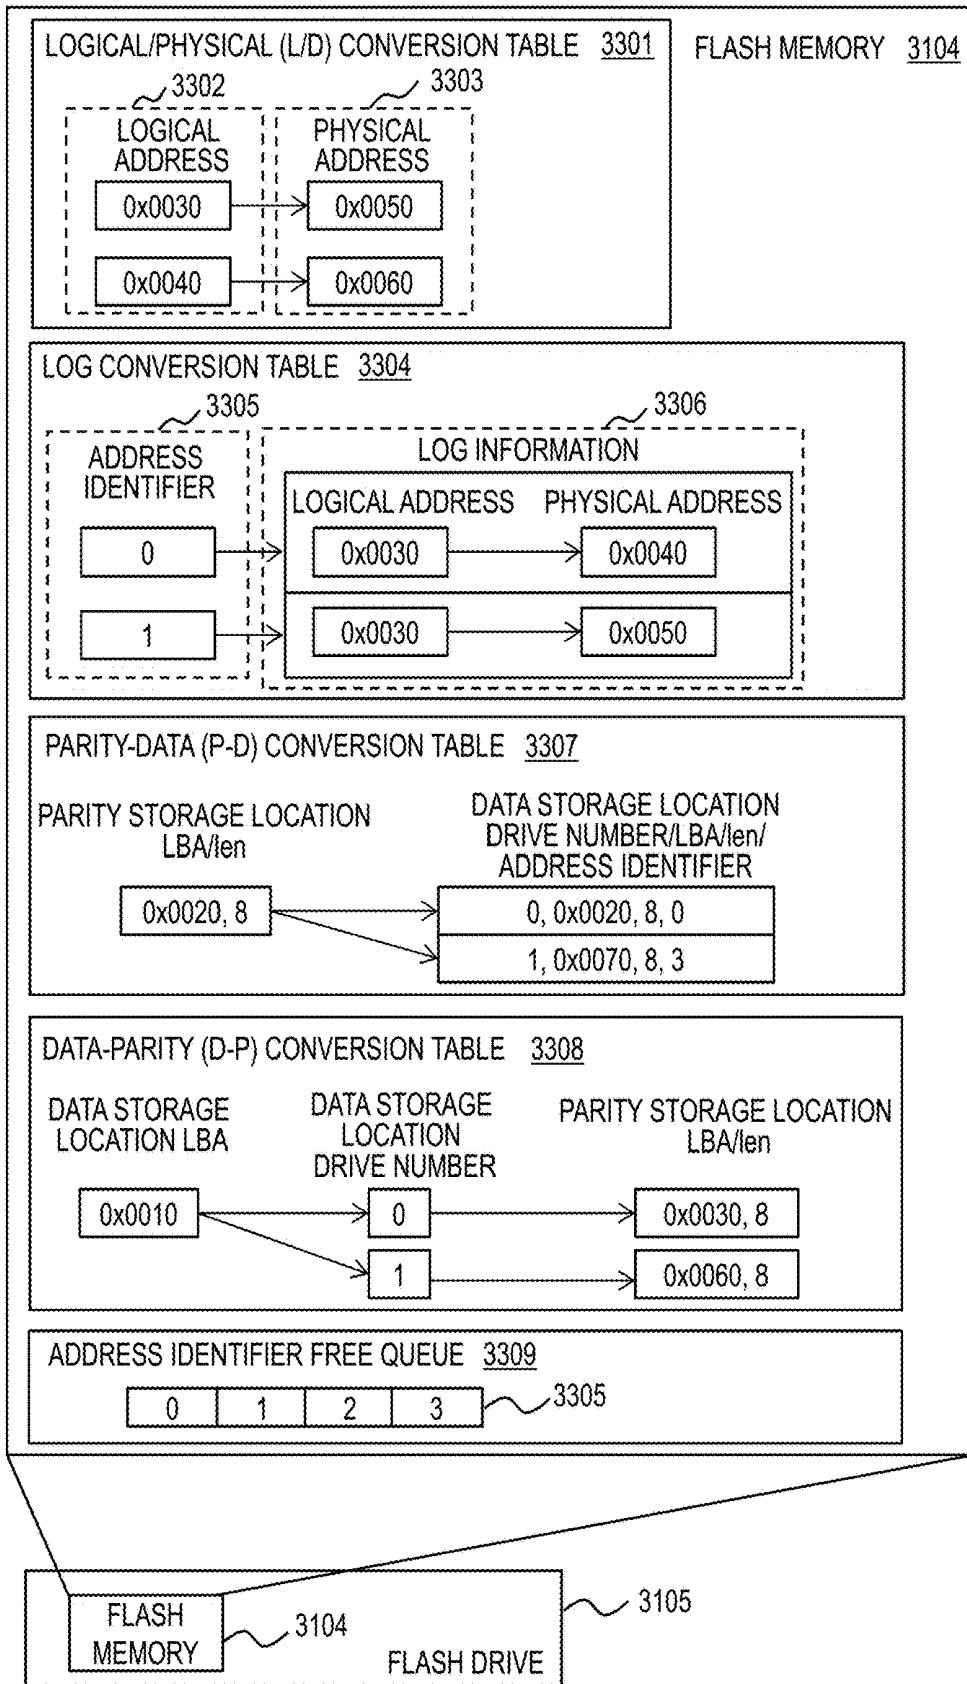 LOGICAL/PHYSICAL (L/D) CONVERSION TABLE 3301
FLASH MEMORY 3104
3302
3303
LOGICAL
ADDRESS
PHYSICAL
ADDRESS
0x0030
0x0050
0x0040
0x0060
LOG CONVERSION TABLE 3304
3305
3306
ADDRESS
IDENTIFIER
LOG INFORMATION
LOGICAL ADDRESS
PHYSICAL ADDRESS
0
0x0030
0x0040
1
0x0030
0x0050
PARITY-DATA (P-D) CONVERSION TABLE 3307
PARITY STORAGE LOCATION
LBA/len
DATA STORAGE LOCATION
DRIVE NUMBER/LBA/len/
ADDRESS IDENTIFIER
0x0020, 8
0, 0x0020, 8, 0
1, 0x0070, 8, 3
DATA-PARITY (D-P) CONVERSION TABLE 3308
DATA STORAGE
LOCATION LBA
DATA STORAGE
LOCATION
DRIVE NUMBER
PARITY STORAGE LOCATION
LBA/len
0x0010
0
0x0030, 8
1
0x0060, 8
ADDRESS IDENTIFIER FREE QUEUE 3309
0 1 2 3
3305
FLASH
MEMORY
3104
3105
FLASH DRIVE